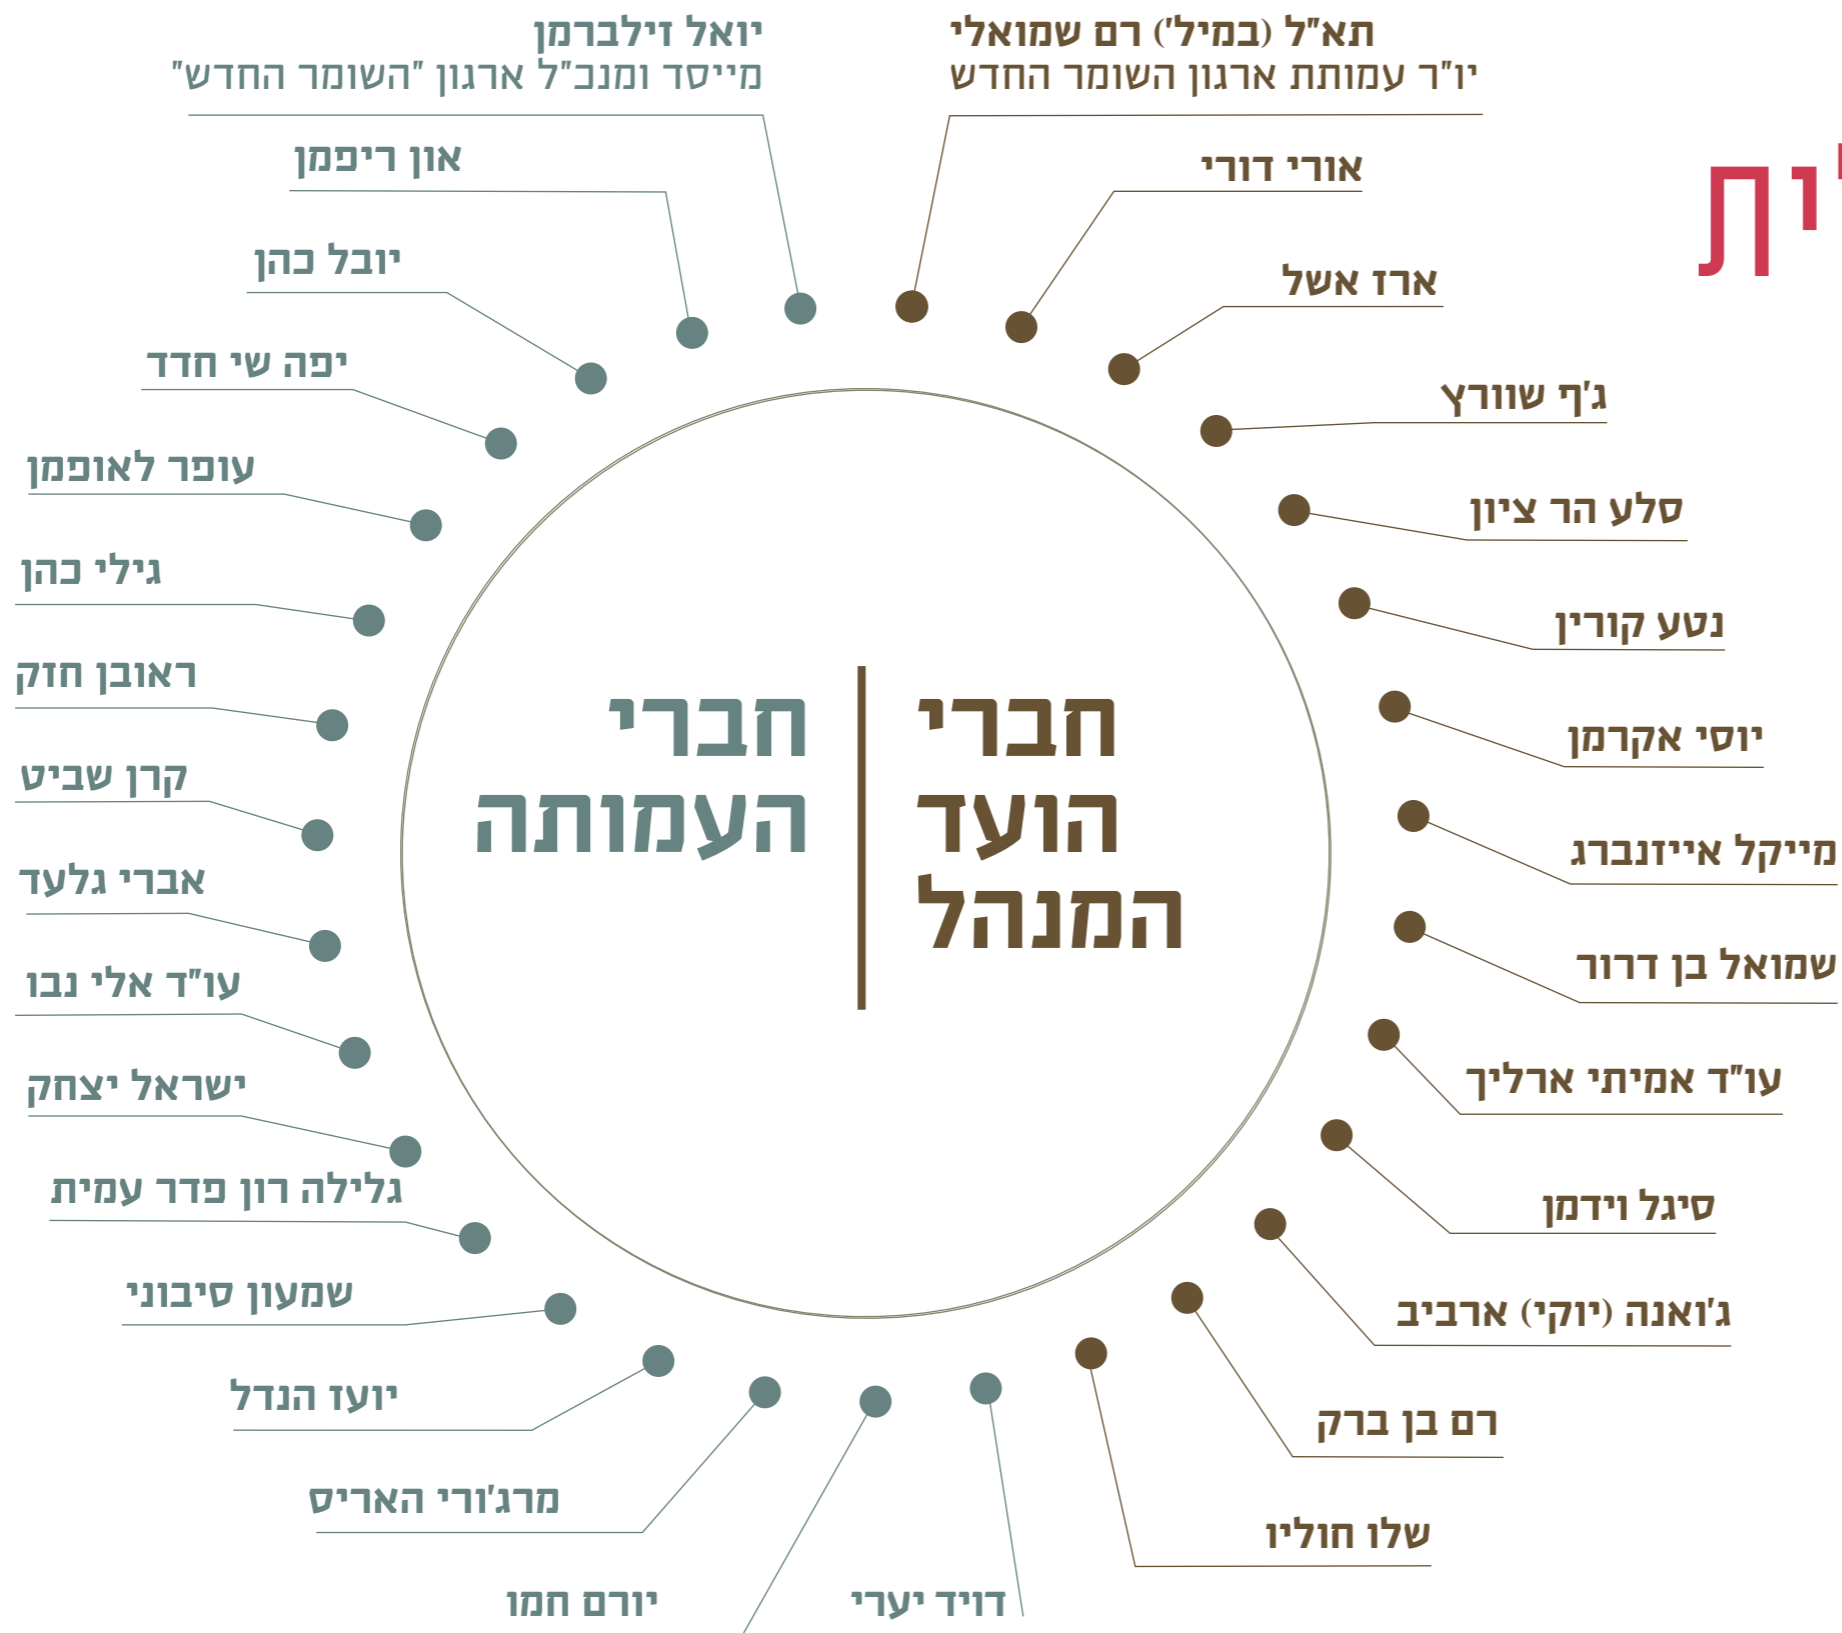 תא"ל (במיל') רם שמואלי
יו"ר עמותת ארגון השומר החדש
אורי דורי
ארז אשל
ג'ף שוורץ
סלע הר ציון
נטע קורין
יוסי אקרמן
מייקל אייזנברג
שמואל בן דרור
עו"ד אמיתי ארליך
סיגל וידמן
ג'ואנה (יוקי) ארביב
רם בן ברק
שלו חוליו
חברי
הועד
המנהל
חברי
העמותה
יואל זילברמן
מייסד ומנכ"ל ארגון "השומר החדש"
און ריפמן
יובל כהן
יפה שי חדד
עופר לאופמן
גילי כהן
ראובן חזק
קרן שביט
אברי גלעד
עו"ד אלי נבו
ישראל יצחק
גלילה רון פדר עמית
שמעון סיבוני
יועז הנדל
מרג'ורי האריס
יורם חמו
דויד יערי